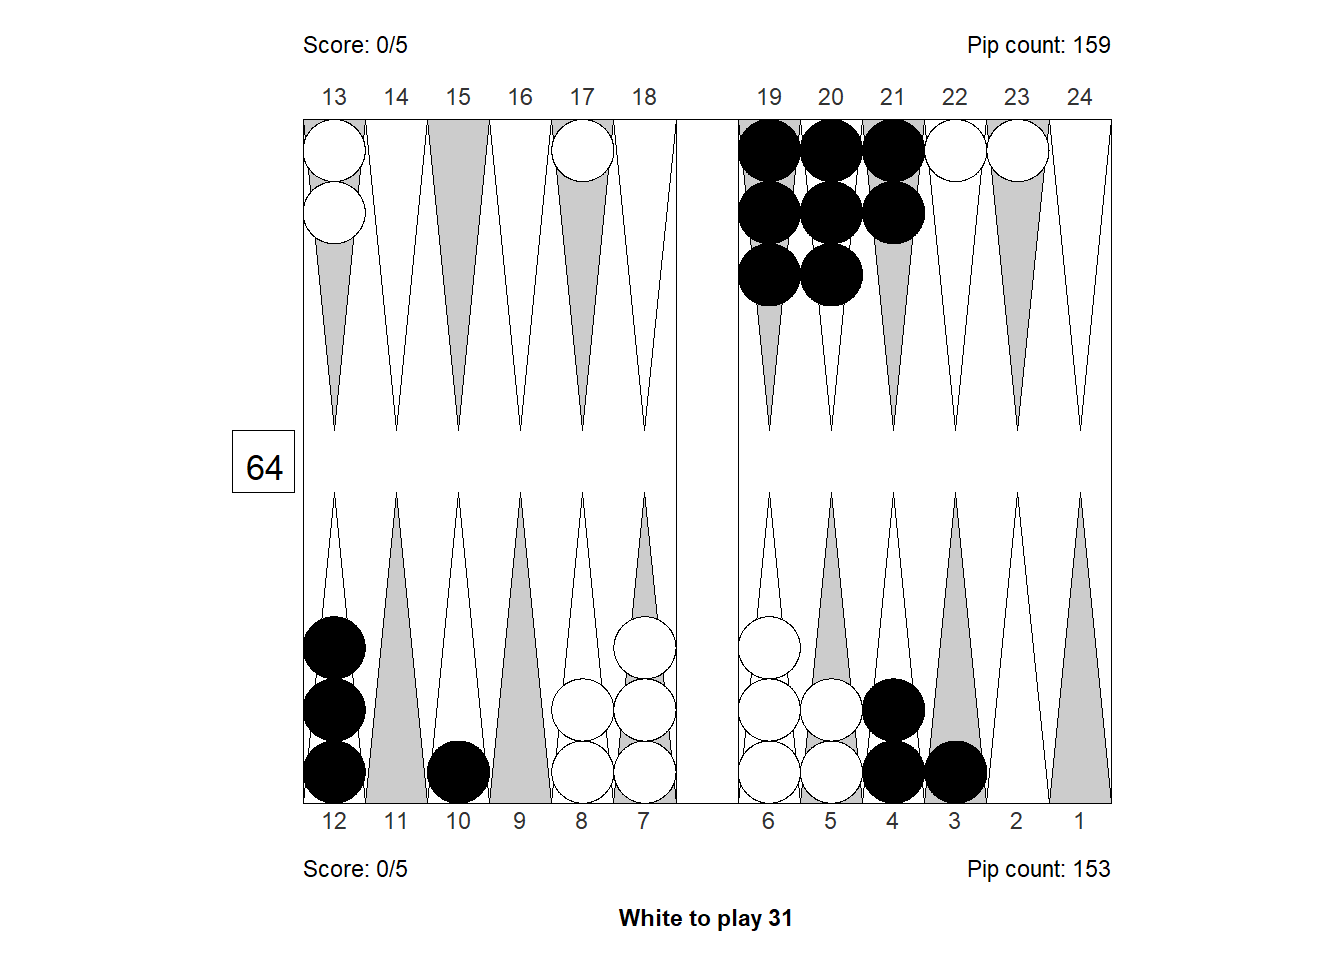 Score: 0/5 Pip count: 159
13 14 15 16 17 18 19 20 21 22 23 24
64
12 11 10 9 8 7 6 5 4 3 2 1
Score: 0/5 Pip count: 153
White to play 31